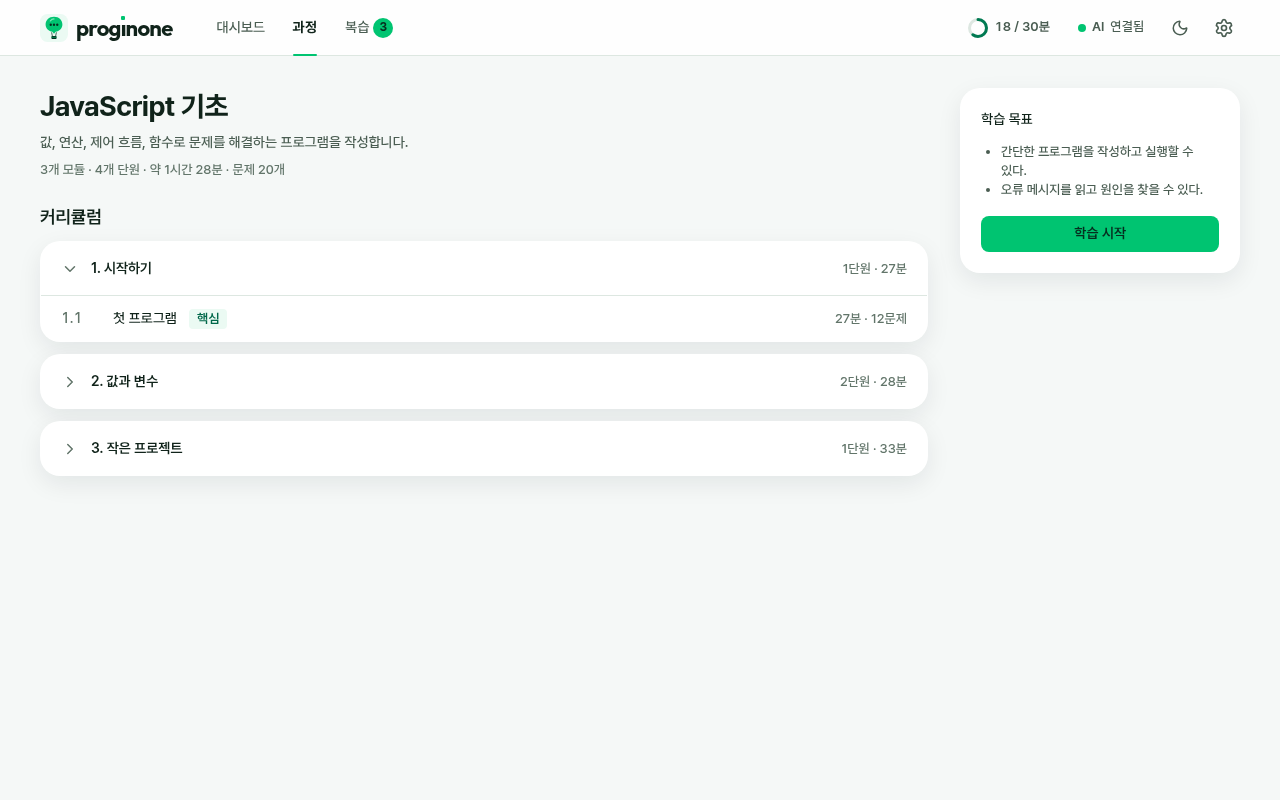 proginone
대시보드
과정
복습 3
18 / 30분
AI 연결됨
JavaScript 기초
값, 연산, 제어 흐름, 함수로 문제를 해결하는 프로그램을 작성합니다.
3개 모듈 · 4개 단원 · 약 1시간 28분 · 문제 20개
커리큘럼
1. 시작하기
1단원 · 27분
1.1 첫 프로그램 핵심
27분 · 12문제
2. 값과 변수
2단원 · 28분
3. 작은 프로젝트
1단원 · 33분
학습 목표
• 간단한 프로그램을 작성하고 실행할 수
있다.
• 오류 메시지를 읽고 원인을 찾을 수 있다.
학습 시작